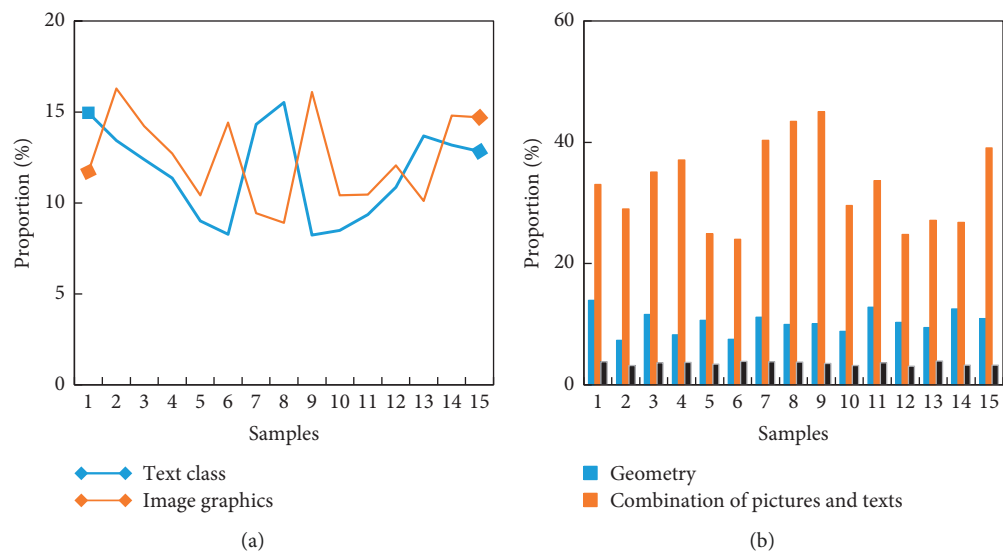 20
15
10
5
0
Proportion (%)
1 2 3 4 5 6 7 8 9 10 11 12 13 14 15
Samples
Text class
Image graphics
(a)
60
40
20
0
Proportion (%)
1 2 3 4 5 6 7 8 9 10 11 12 13 14 15
Samples
Geometry
Combination of pictures and texts
(b)